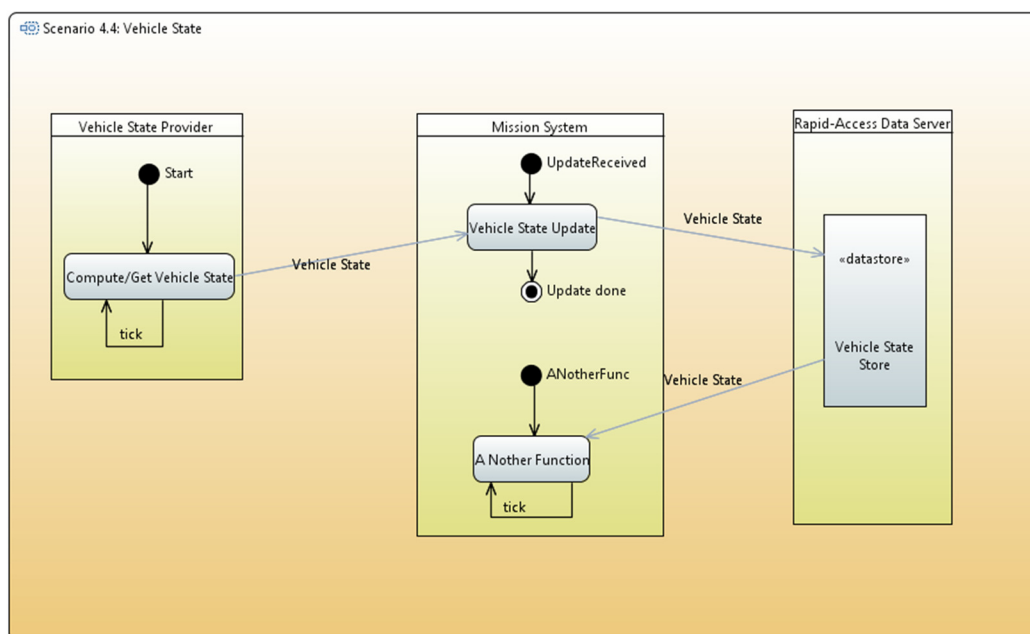 Scenario 4.4: Vehicle State
Vehicle State Provider
Start
Compute/Get Vehicle State
tick
Vehicle State
Mission System
UpdateReceived
Vehicle State Update
Update done
ANotherFunc
A Nother Function
tick
Vehicle State
Vehicle State
Rapid-Access Data Server
«datastore»
Vehicle State
Store